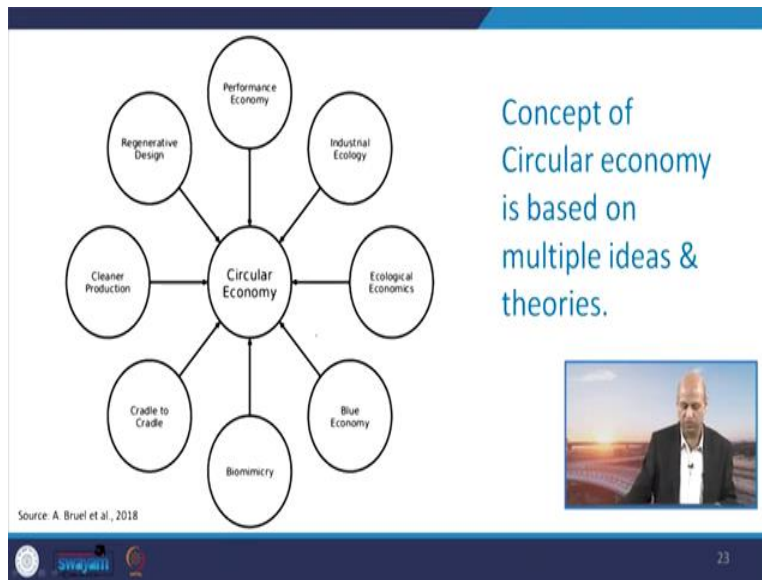 Performance
Economy
Regenerative
Design
Industrial
Ecology
Cleaner
Production
Circular
Economy
Ecological
Economics
Cradle to
Cradle
Blue
Economy
Biomimicry
Concept of
Circular economy
is based on
multiple ideas &
theories.
Source: A. Bruel et al., 2018
swayam
23